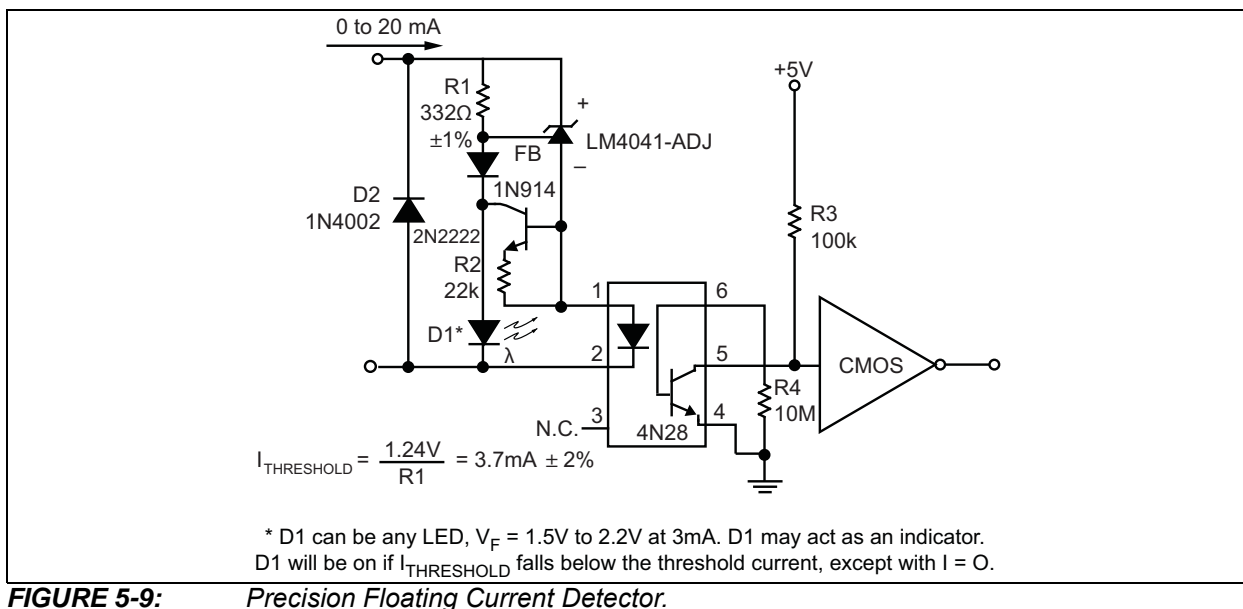 0 to 20 mA
+5V
R1
332Ω
±1%
+
FB
LM4041-ADJ
–
1N914
D2
1N4002
2N2222
R3
100k
R2
22k
1
6
D1*
λ
2
5
CMOS
R4
10M
3
4
N.C.
4N28
I_THRESHOLD = 1.24V / R1 = 3.7mA ± 2%
* D1 can be any LED, V_F = 1.5V to 2.2V at 3mA. D1 may act as an indicator.
D1 will be on if I_THRESHOLD falls below the threshold current, except with I = O.
FIGURE 5-9: Precision Floating Current Detector.